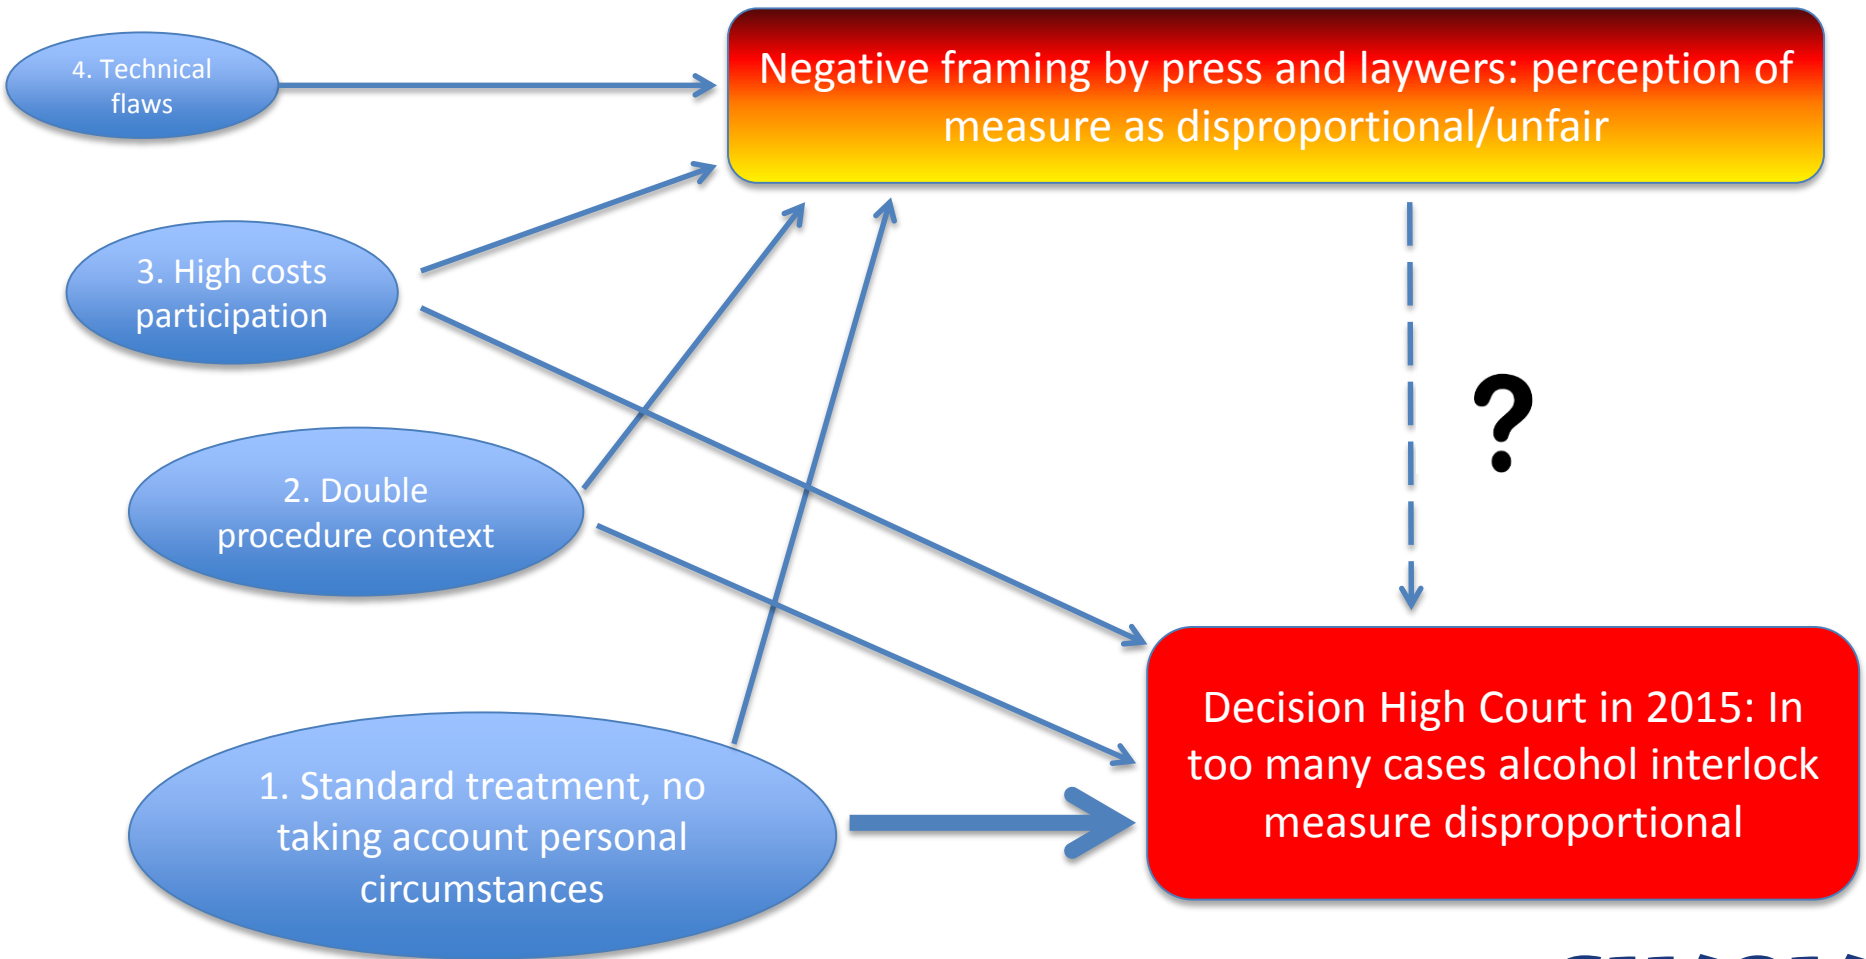 4. Technical
flaws
Negative framing by press and laywers: perception of
measure as disproportional/unfair
3. High costs
participation
?
2. Double
procedure context
1. Standard treatment, no
taking account personal
circumstances
Decision High Court in 2015: In
too many cases alcohol interlock
measure disproportional